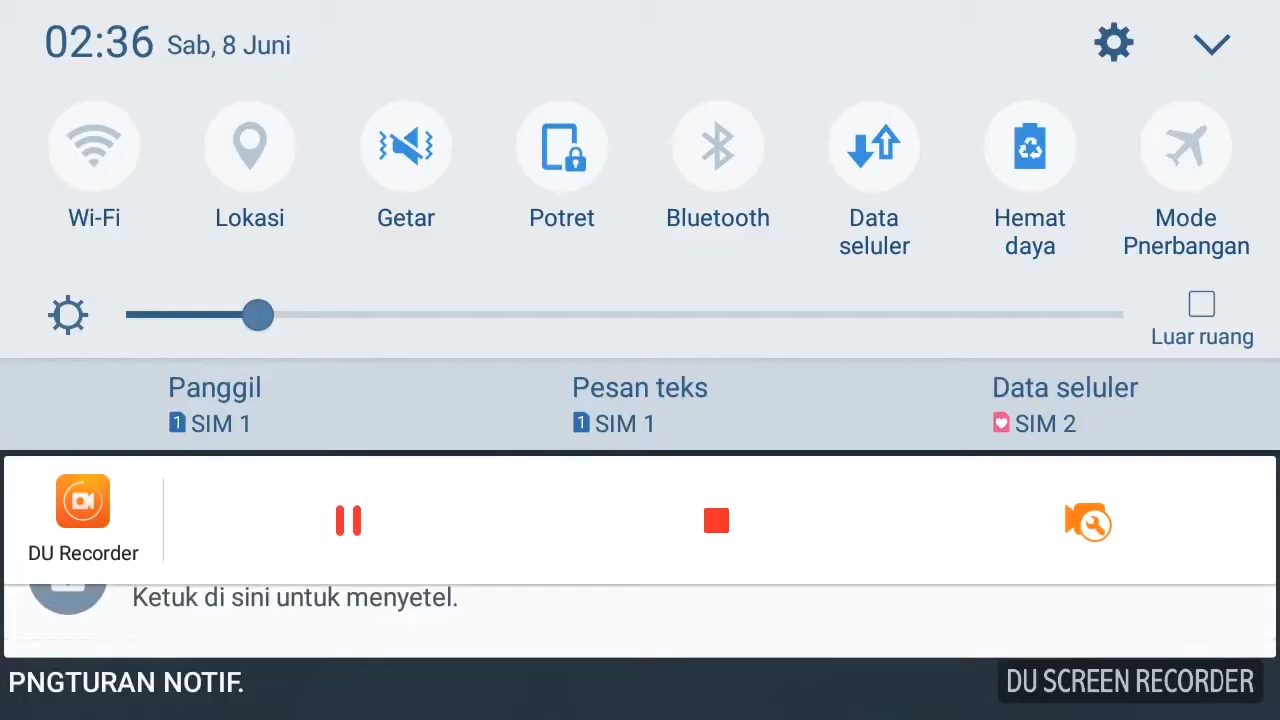 02:36 Sab, 8 Juni
Wi-Fi
Lokasi
Getar
Potret
Bluetooth
Data
seluler
Hemat
daya
Mode
Pnerbangan
Luar ruang
Panggil
1 SIM 1
Pesan teks
1 SIM 1
Data seluler
SIM 2
DU Recorder
Ketuk di sini untuk menyetel.
PNGTURAN NOTIF.
DU SCREEN RECORDER